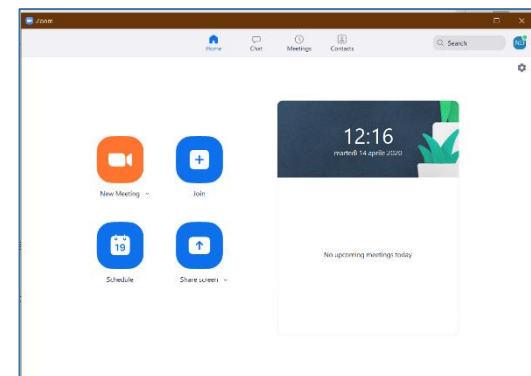 Zoom
Home
Chat
Meetings
Contacts
Search
ND
New Meeting
Join
12:16
martedì 14 aprile 2020
19
Schedule
Share screen
No upcoming meetings today